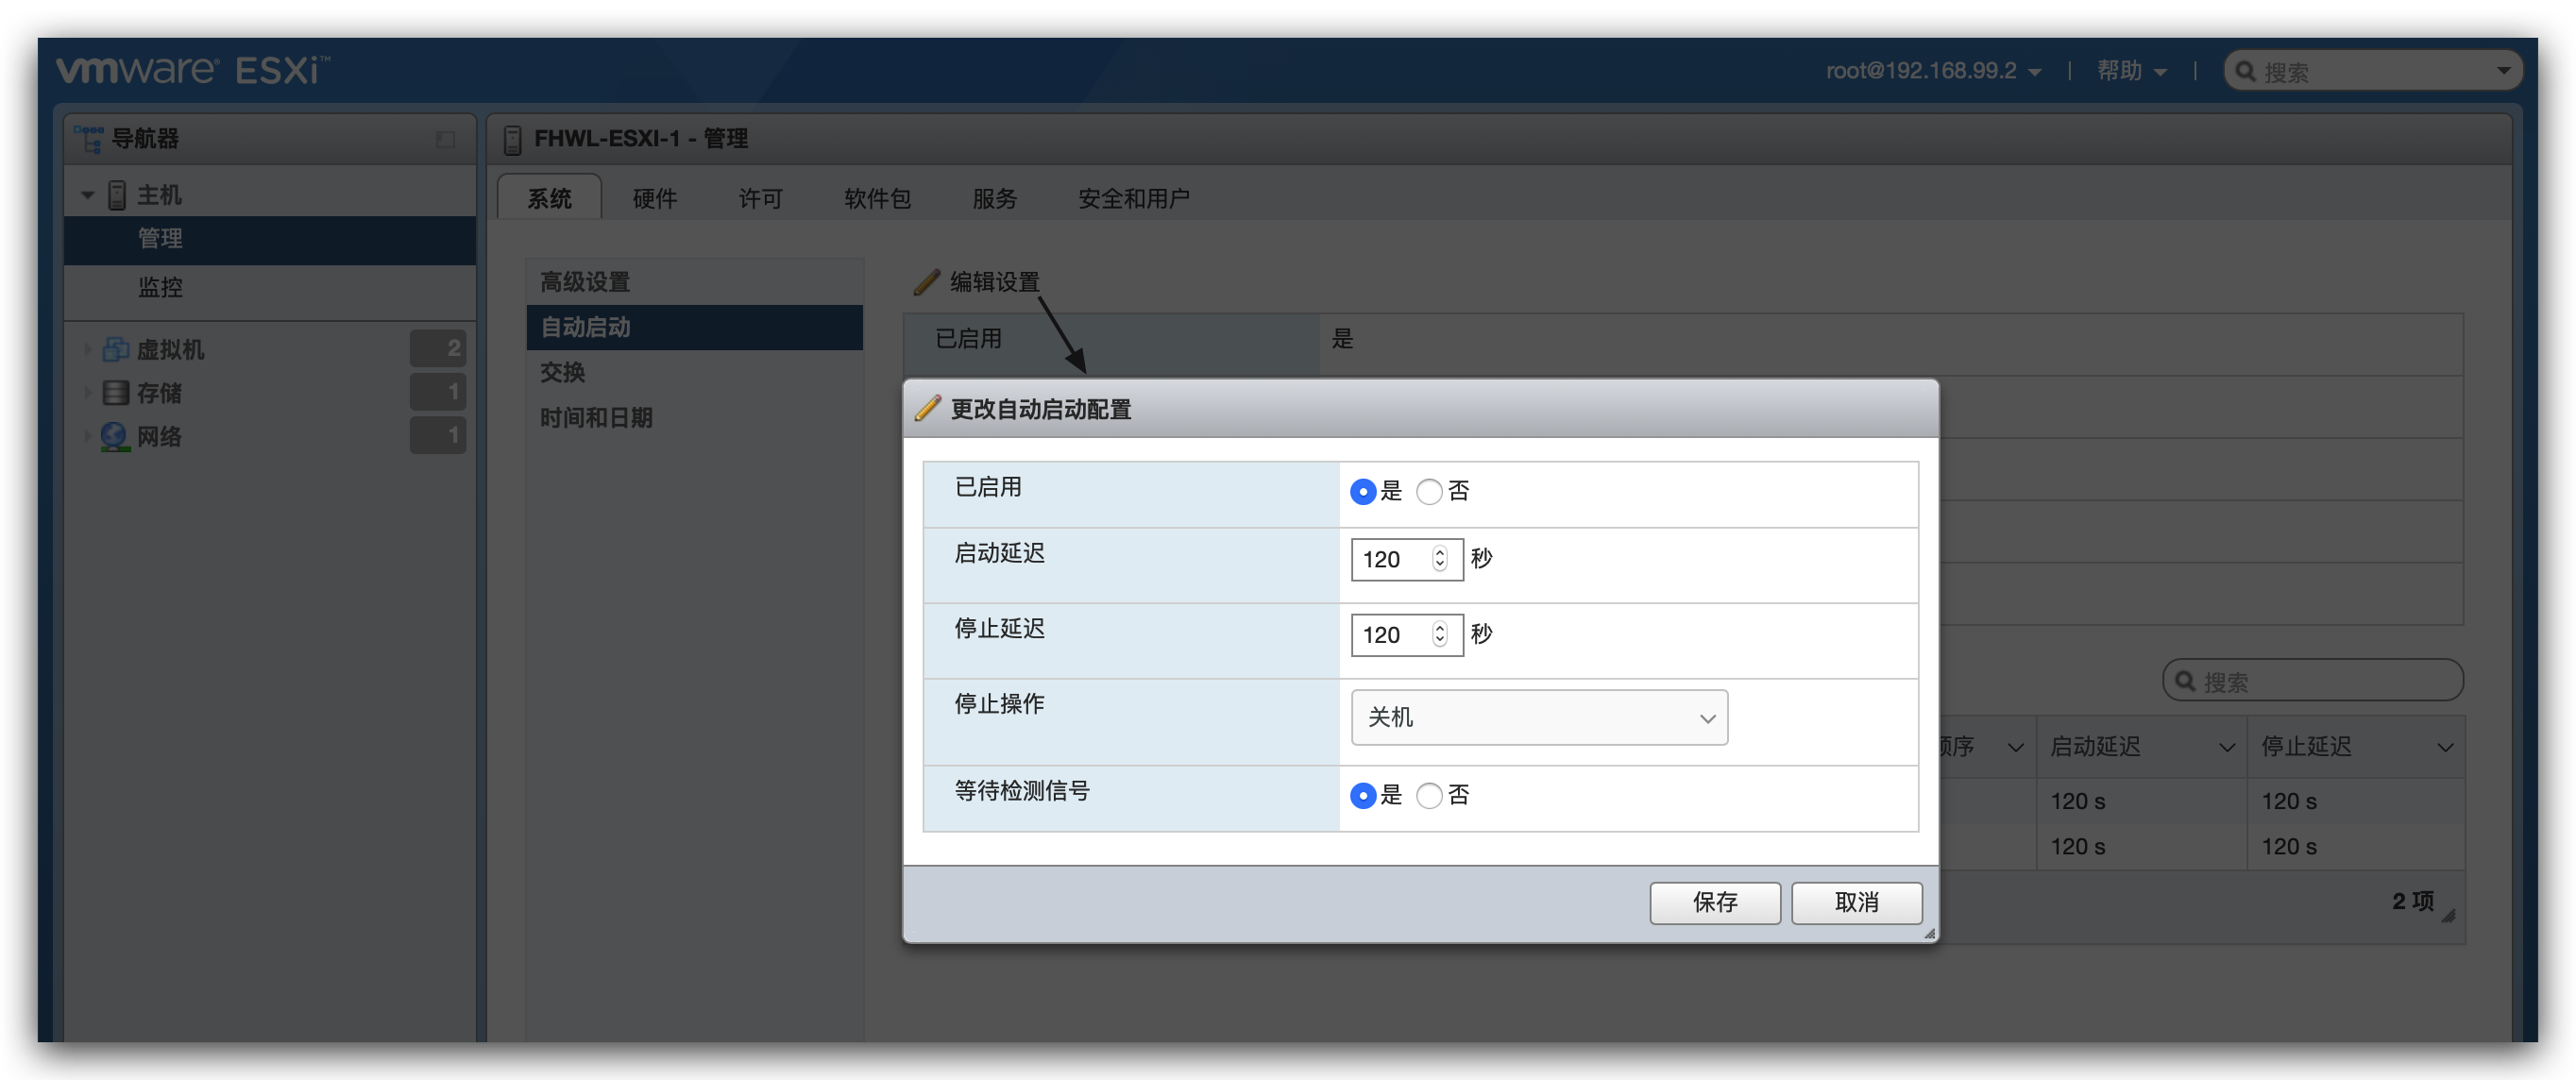 vmware® ESXi™
root@192.168.99.2 | 帮助 | 搜索
导航器
主机
管理
监控
虚拟机 2
存储 1
网络 1
FHWL-ESXI-1 - 管理
系统 硬件 许可 软件包 服务 安全和用户
高级设置
自动启动
交换
时间和日期
编辑设置
已启用 是
更改自动启动配置
已启用 是 否
启动延迟 120 秒
停止延迟 120 秒
停止操作 关机
等待检测信号 是 否
保存 取消
搜索
顺序 启动延迟 停止延迟
120 s 120 s
120 s 120 s
2 项